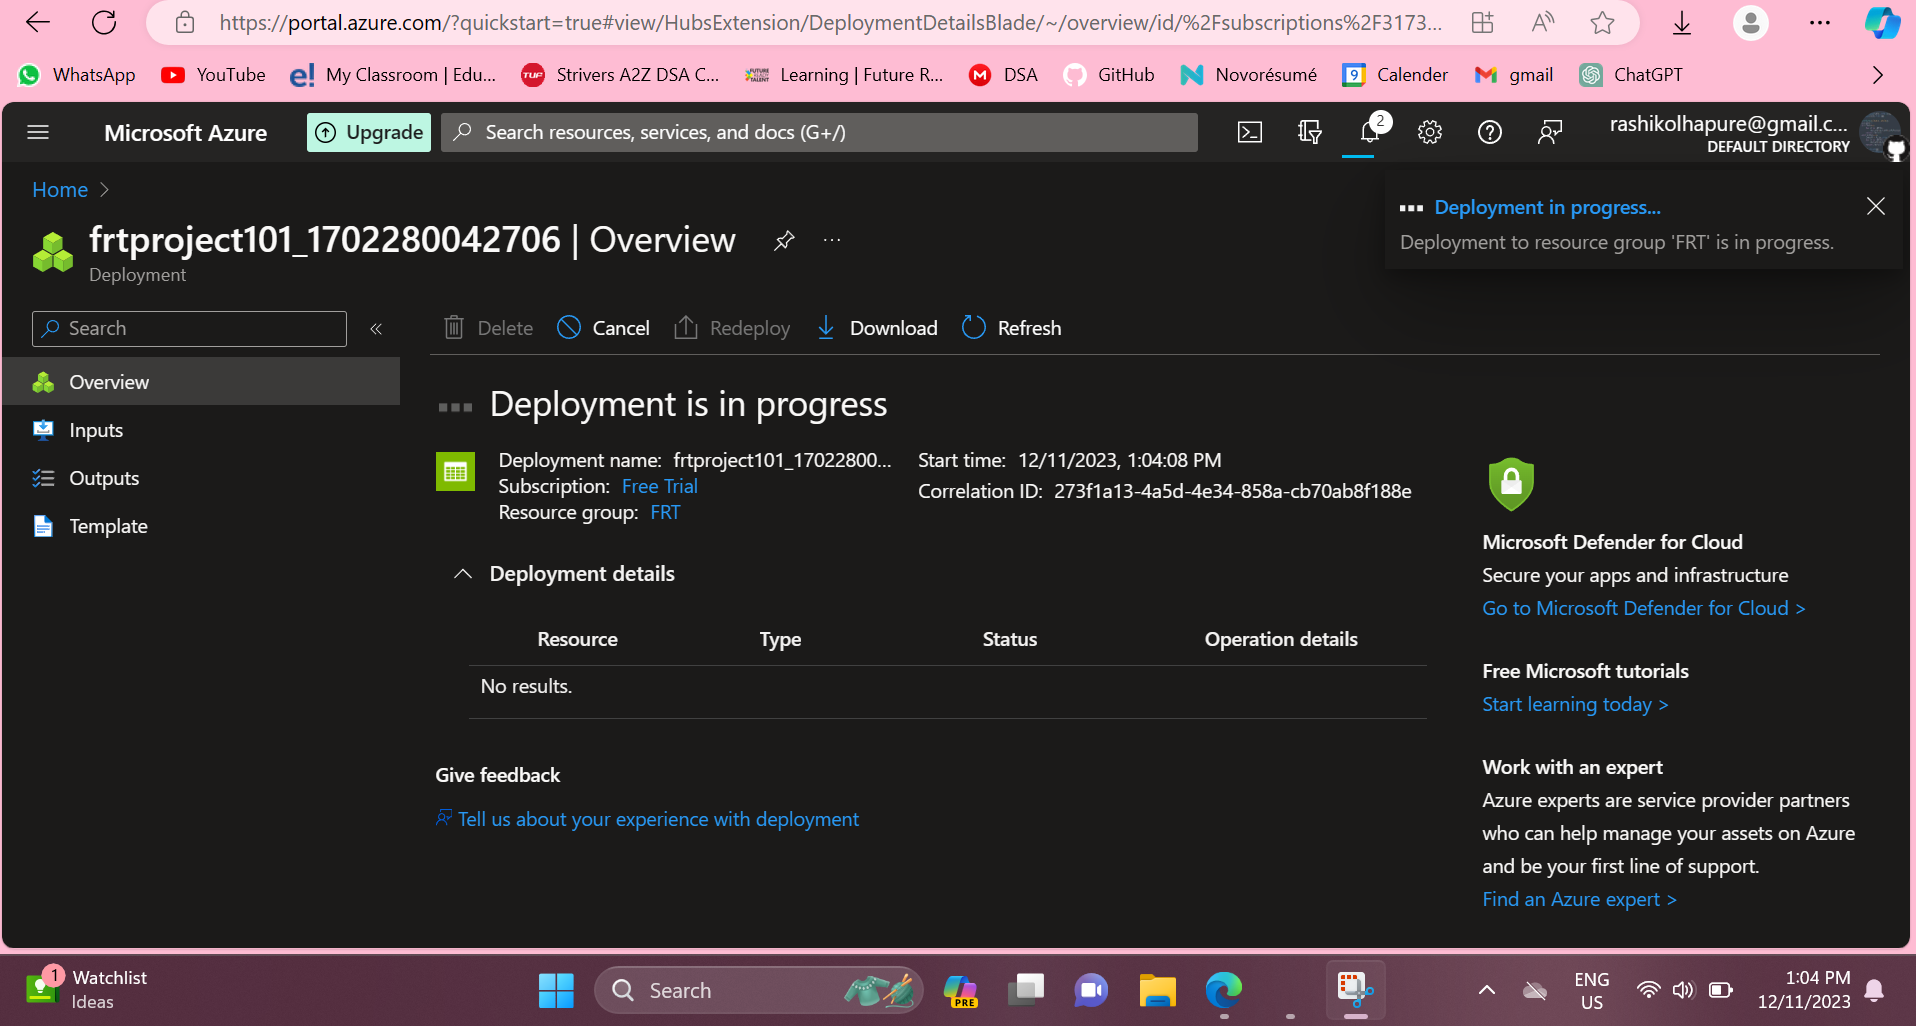 https://portal.azure.com/?quickstart=true#view/HubsExtension/DeploymentDetailsBlade/~/overview/id/%2Fsubscriptions%2F3173...
WhatsApp
YouTube
e! My Classroom | Edu...
TUF Strivers A2Z DSA C...
Learning | Future R...
M DSA
GitHub
N Novorésumé
9 Calender
gmail
ChatGPT
Microsoft Azure
Upgrade
Search resources, services, and docs (G+/)
2
rashikolhapure@gmail.c...
DEFAULT DIRECTORY
Home >
Deployment in progress...
Deployment to resource group 'FRT' is in progress.
frtproject101_1702280042706 | Overview
Deployment
Search
Delete
Cancel
Redeploy
Download
Refresh
Overview
Inputs
Outputs
Template
Deployment is in progress
Deployment name: frtproject101_17022800...
Subscription: Free Trial
Resource group: FRT
Start time: 12/11/2023, 1:04:08 PM
Correlation ID: 273f1a13-4a5d-4e34-858a-cb70ab8f188e
Deployment details
Resource Type Status Operation details
No results.
Give feedback
Tell us about your experience with deployment
Microsoft Defender for Cloud
Secure your apps and infrastructure
Go to Microsoft Defender for Cloud >
Free Microsoft tutorials
Start learning today >
Work with an expert
Azure experts are service provider partners
who can help manage your assets on Azure
and be your first line of support.
Find an Azure expert >
1
Watchlist
Ideas
Search
PRE
ENG
US
1:04 PM
12/11/2023